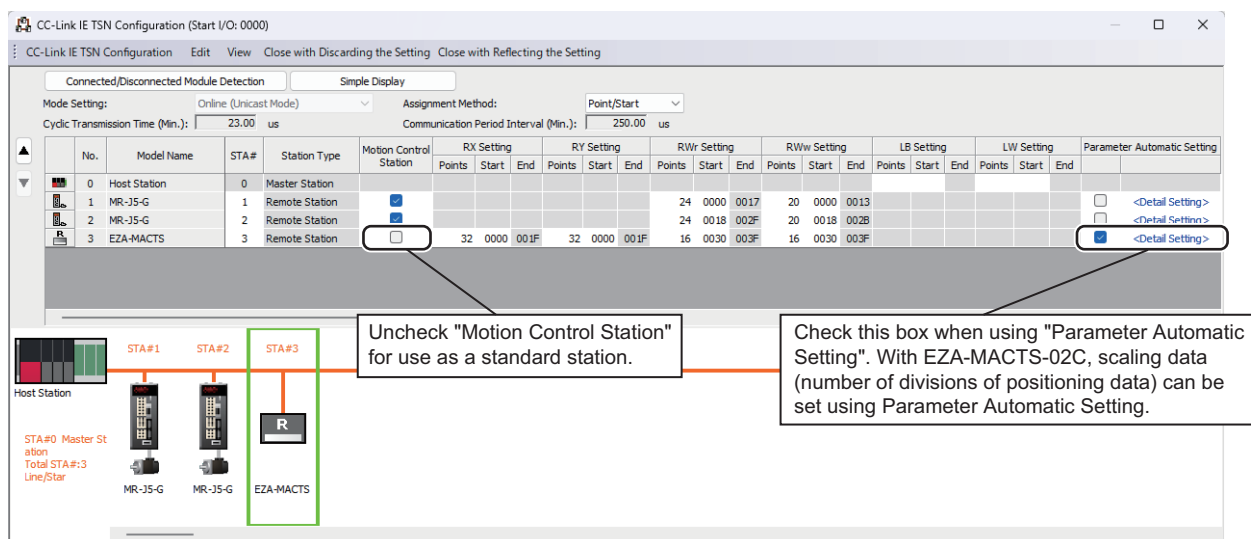 CC-Link IE TSN Configuration (Start I/O: 0000)
CC-Link IE TSN Configuration Edit View Close with Discarding the Setting Close with Reflecting the Setting
Connected/Disconnected Module Detection Simple Display
Mode Setting: Online (Unicast Mode) Assignment Method: Point/Start
Cyclic Transmission Time (Min.): 23.00 us Communication Period Interval (Min.): 250.00 us
No. Model Name STA# Station Type Motion Control Station RX Setting RY Setting RWr Setting RWw Setting LB Setting LW Setting Parameter Automatic Setting
Points Start End Points Start End Points Start End Points Start End Points Start End Points Start End
0 Host Station 0 Master Station
1 MR-J5-G 1 Remote Station 24 0000 0017 20 0000 0013 <Detail Setting>
2 MR-J5-G 2 Remote Station 24 0018 002F 20 0018 002B <Detail Setting>
R 3 EZA-MACTS 3 Remote Station 32 0000 001F 32 0000 001F 16 0030 003F 16 0030 003F <Detail Setting>
Uncheck "Motion Control Station"
for use as a standard station.
Check this box when using "Parameter Automatic
Setting". With EZA-MACTS-02C, scaling data
(number of divisions of positioning data) can be
set using Parameter Automatic Setting.
STA#1 STA#2 STA#3
Host Station
R
STA#0 Master St
ation
Total STA#:3
Line/Star
MR-J5-G MR-J5-G EZA-MACTS